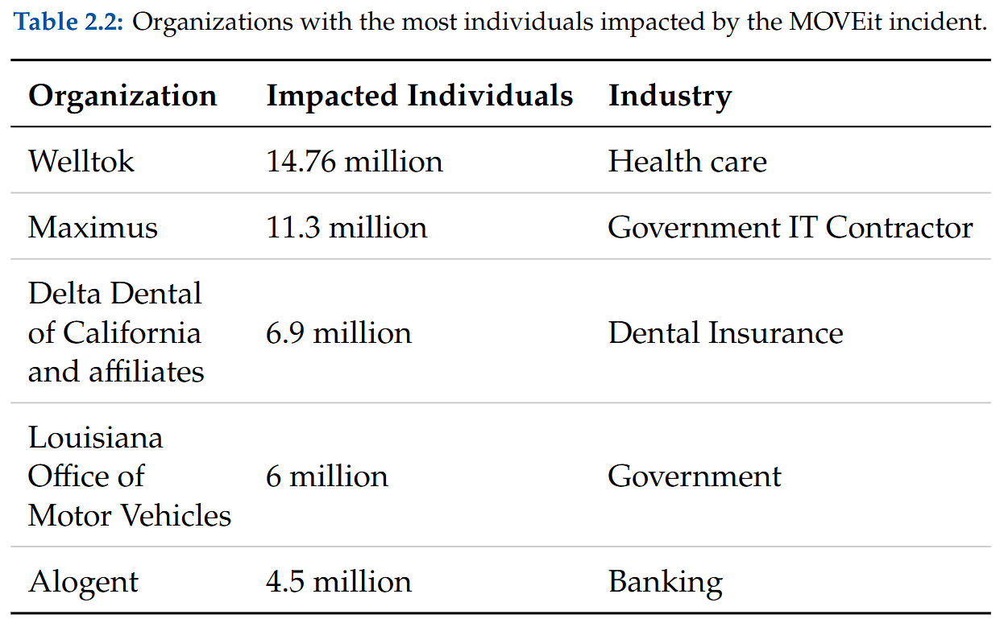 Table 2.2: Organizations with the most individuals impacted by the MOVEit incident.
Organization Impacted Individuals Industry
Welltok 14.76 million Health care
Maximus 11.3 million Government IT Contractor
Delta Dental
of California 6.9 million Dental Insurance
and affiliates
Louisiana
Office of 6 million Government
Motor Vehicles
Alogent 4.5 million Banking